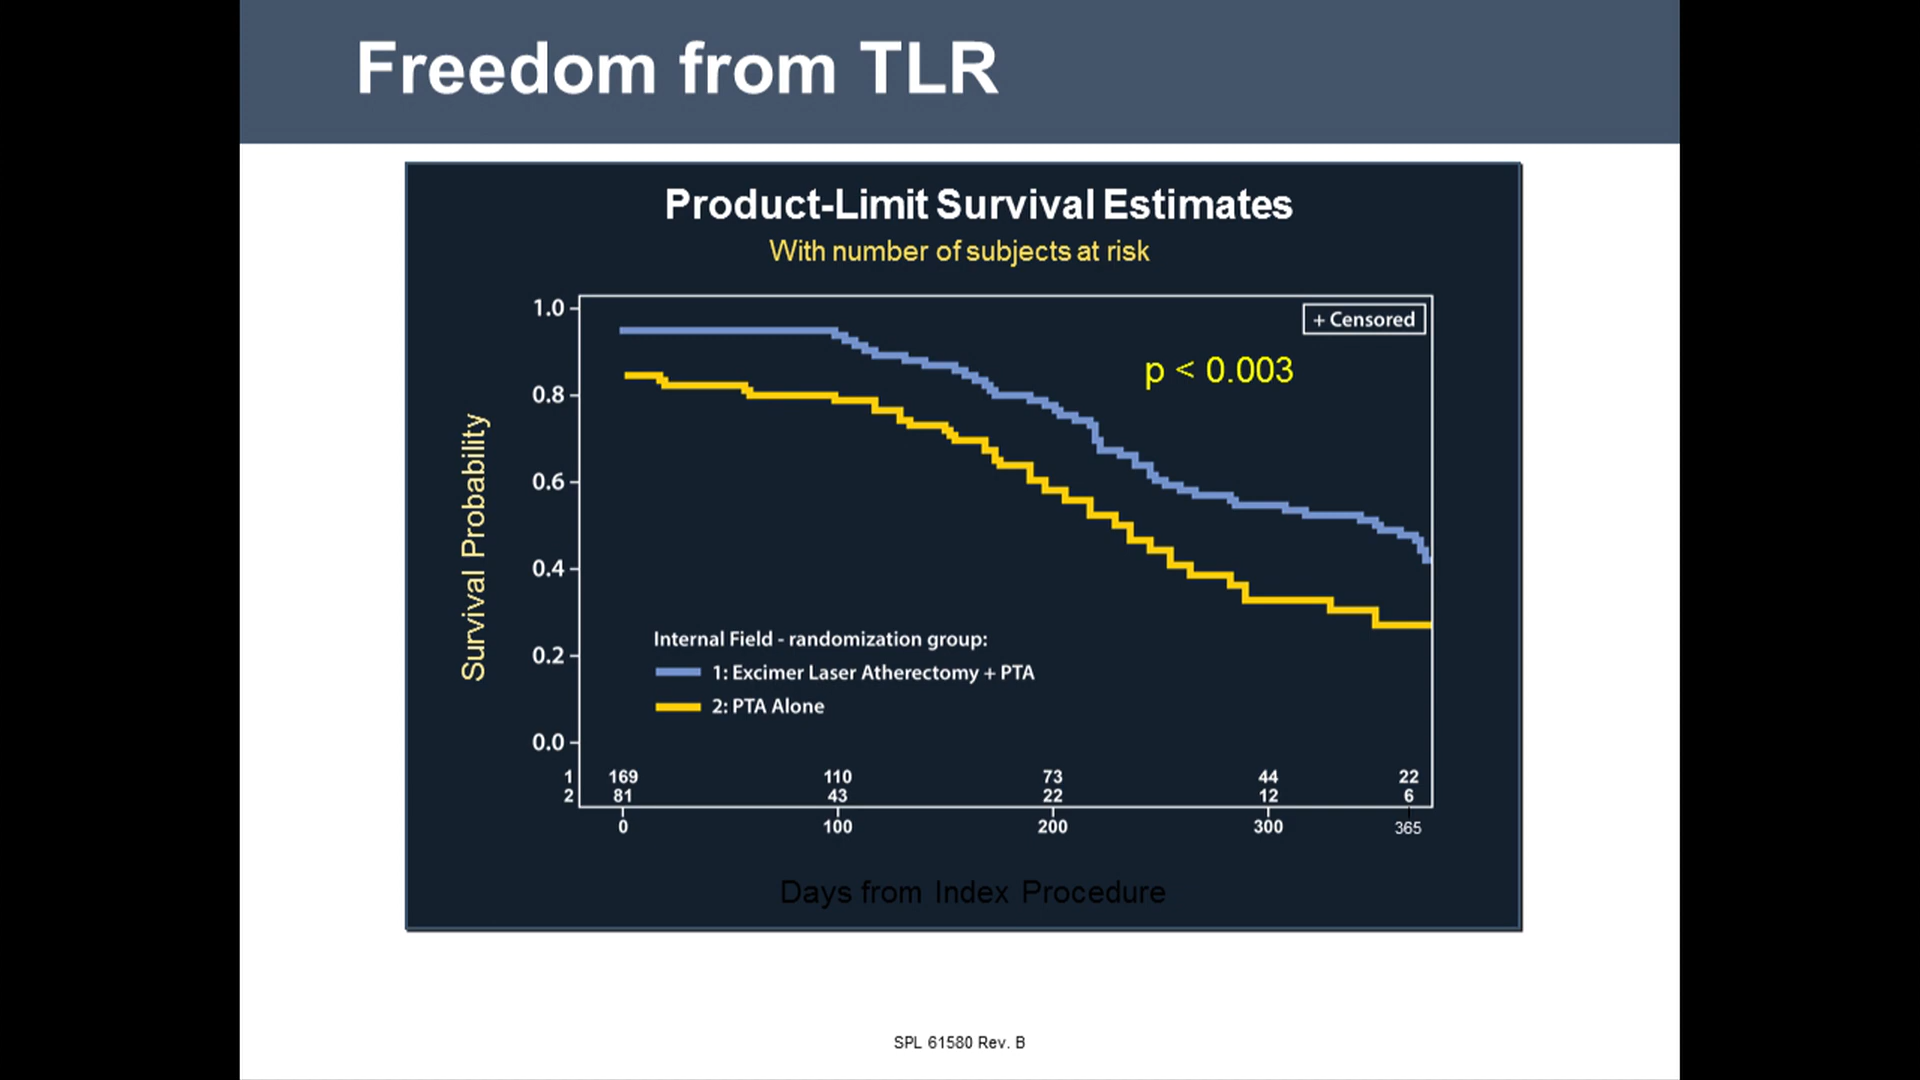 Freedom from TLR
Product-Limit Survival Estimates
With number of subjects at risk
1.0
+ Censored
p < 0.003
0.8
Survival Probability
0.6
0.4
Internal Field - randomization group:
0.2
1: Excimer Laser Atherectomy + PTA
2: PTA Alone
0.0
1 169 110 73 44 22
2 81 43 22 12 6
0 100 200 300 365
Days from Index Procedure
SPL 61580 Rev. B